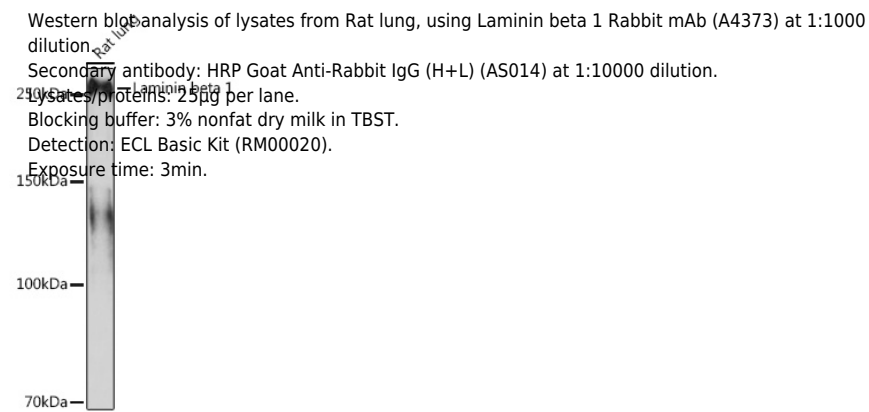 Western blot analysis of lysates from Rat lung, using Laminin beta 1 Rabbit mAb (A4373) at 1:1000
dilution.
Rat lung
Secondary antibody: HRP Goat Anti-Rabbit IgG (H+L) (AS014) at 1:10000 dilution.
250kDa
Laminin beta 1
Lysates/proteins: 25μg per lane.
Blocking buffer: 3% nonfat dry milk in TBST.
Detection: ECL Basic Kit (RM00020).
Exposure time: 3min.
150kDa
100kDa
70kDa